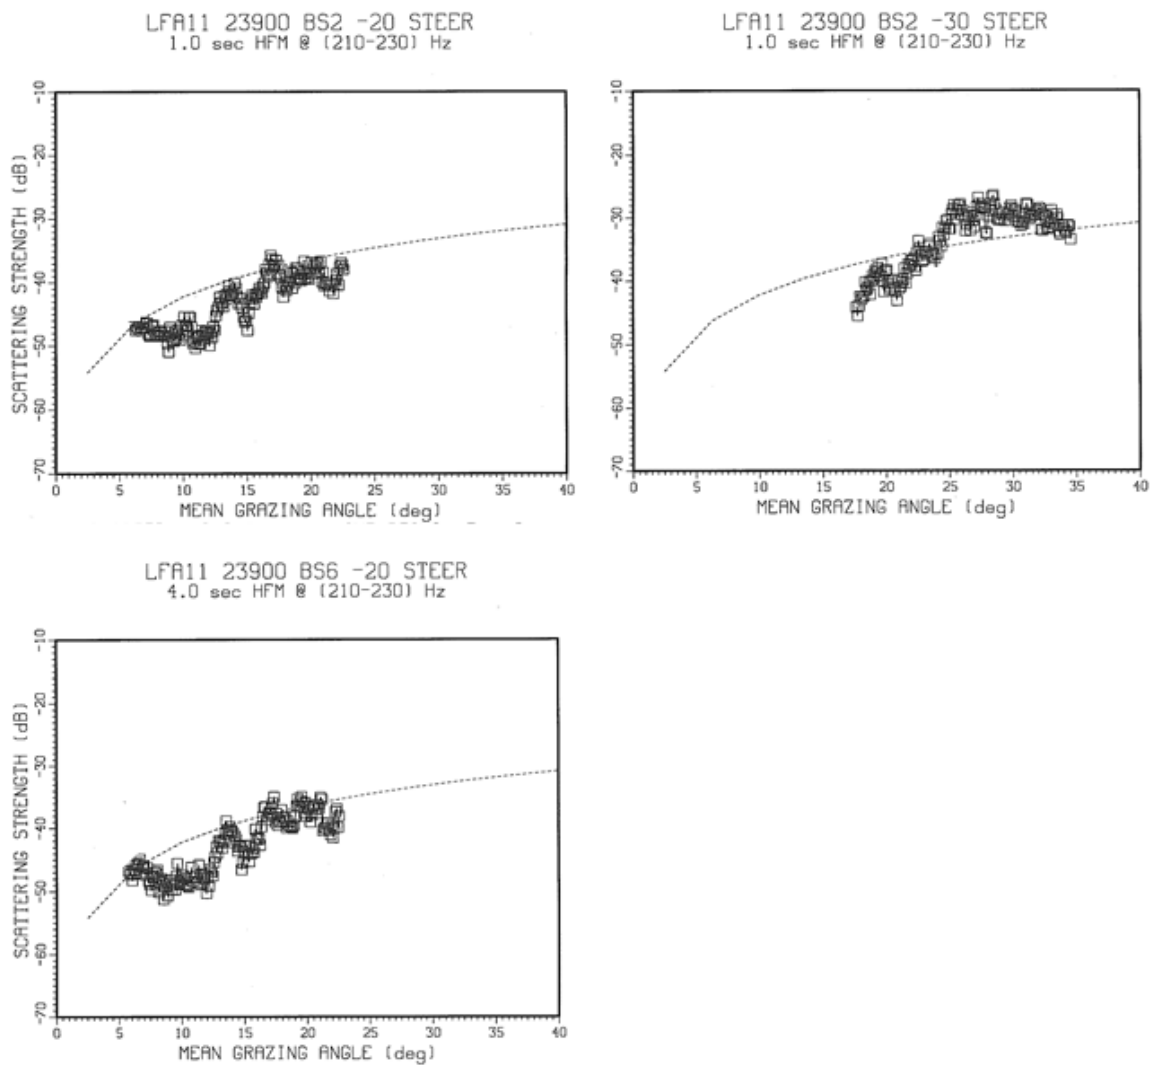 LFA11 23900 BS2 -20 STEER
1.0 sec HFM @ (210-230) Hz
-10
-20
-30
-40
-50
-60
-70
SCATTERING STRENGTH (dB)
0 5 10 15 20 25 30 35 40
MEAN GRAZING ANGLE (deg)
LFA11 23900 BS2 -30 STEER
1.0 sec HFM @ (210-230) Hz
-10
-20
-30
-40
-50
-60
-70
0 5 10 15 20 25 30 35 40
MEAN GRAZING ANGLE (deg)
LFA11 23900 BS6 -20 STEER
4.0 sec HFM @ (210-230) Hz
-10
-20
-30
-40
-50
-60
-70
SCATTERING STRENGTH (dB)
0 5 10 15 20 25 30 35 40
MEAN GRAZING ANGLE (deg)